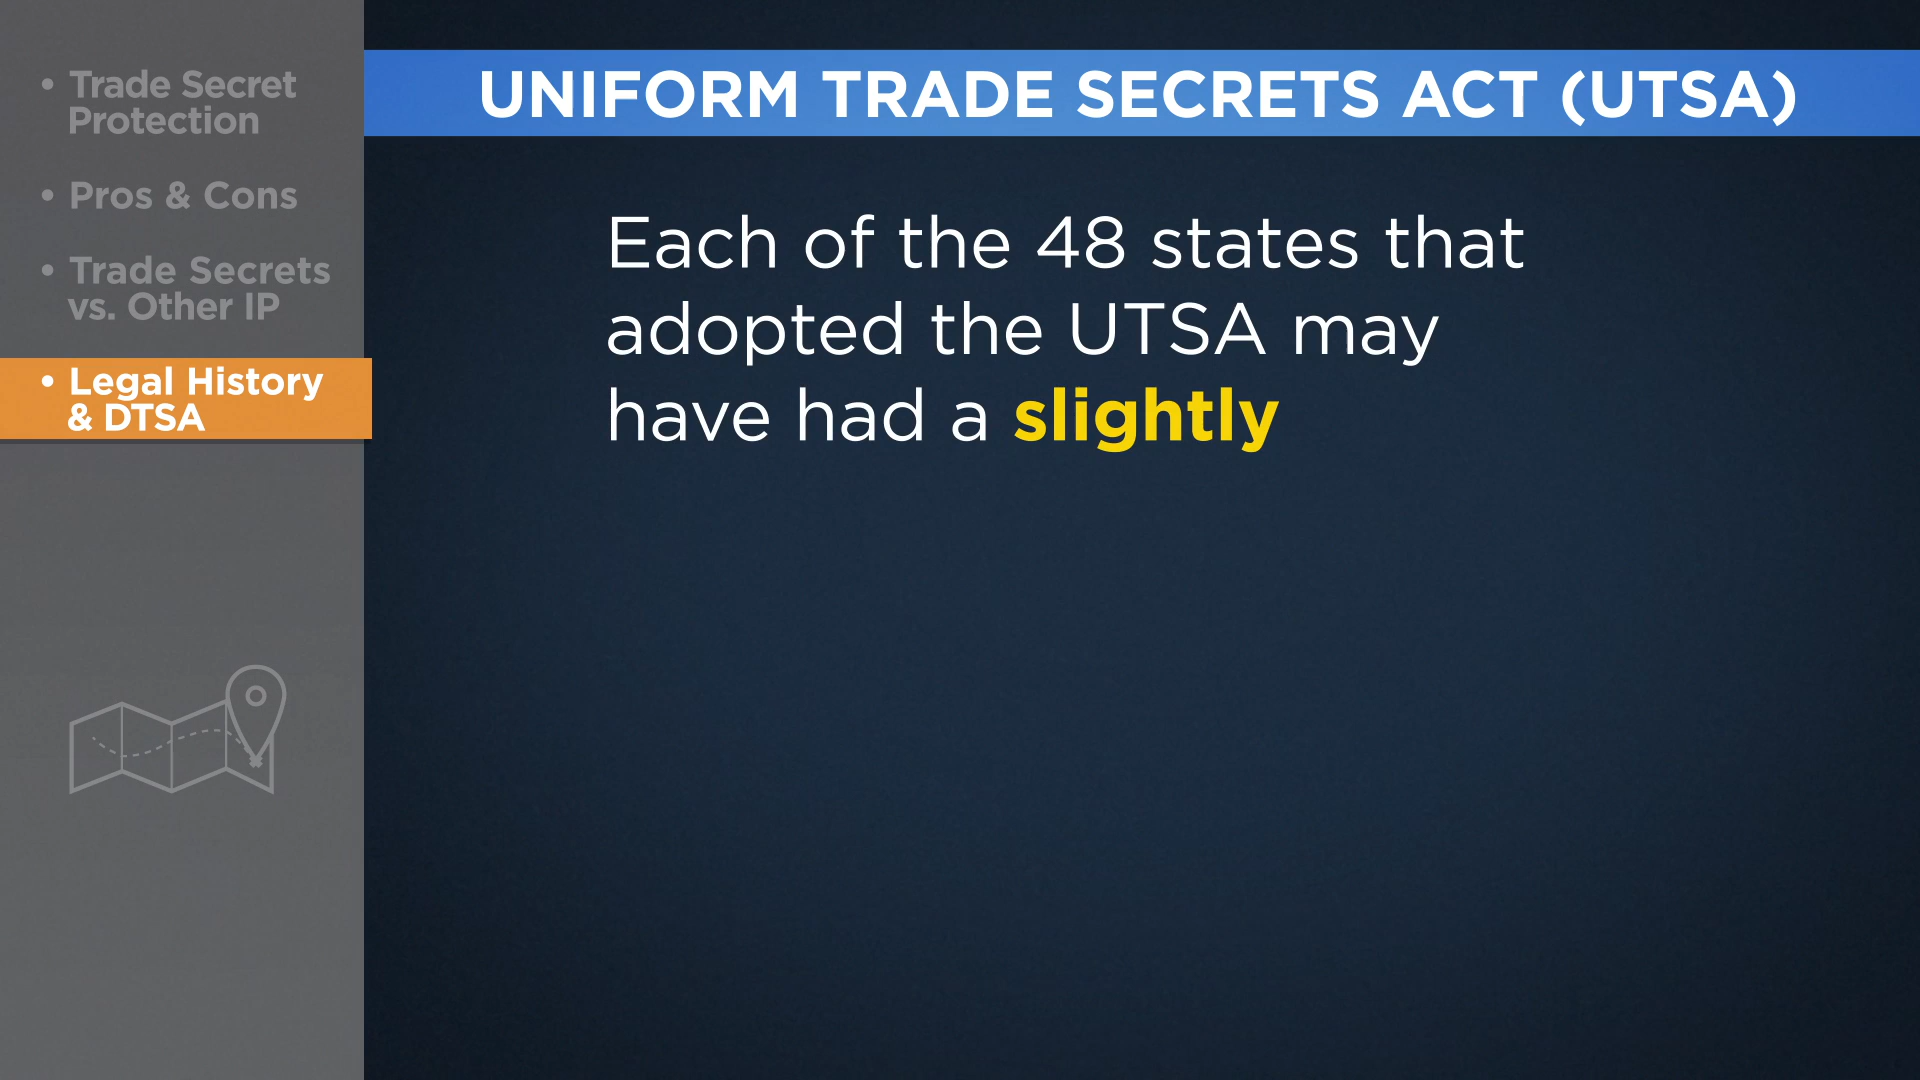 • Trade Secret
Protection
• Pros & Cons
• Trade Secrets
vs. Other IP
• Legal History
& DTSA
UNIFORM TRADE SECRETS ACT (UTSA)
Each of the 48 states that
adopted the UTSA may
have had a slightly